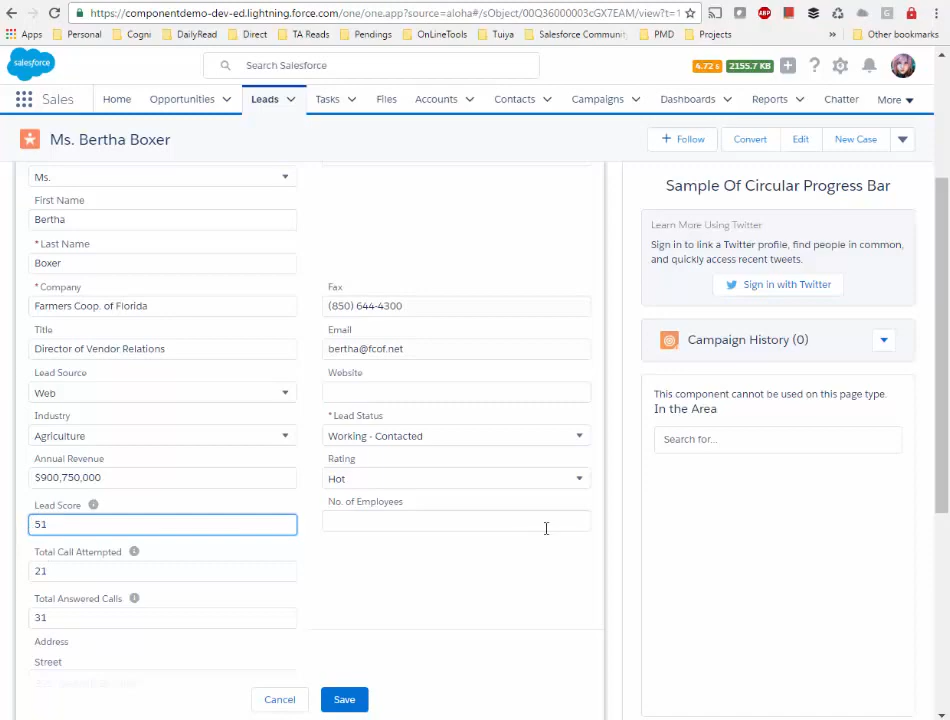 https://componentdemo-dev-ed.lightning.force.com/one/one.app?source=aloha#/sObject/00Q36000003cGX7EAM/view?t=1
Apps Personal Cogni DailyRead Direct TA Reads Pendings OnLineTools Tuiya Salesforce Communit PMD Projects » Other bookmarks
salesforce Search Salesforce 4.72 s 2155.7 KB
Sales Home Opportunities Leads Tasks Files Accounts Contacts Campaigns Dashboards Reports Chatter More
Ms. Bertha Boxer + Follow Convert Edit New Case
Ms.
First Name
Bertha
*Last Name
Boxer
*Company
Farmers Coop. of Florida
Title
Director of Vendor Relations
Lead Source
Web
Industry
Agriculture
Annual Revenue
$900,750,000
Lead Score
51
Total Call Attempted
21
Total Answered Calls
31
Address
Street
Fax
(850) 644-4300
Email
bertha@fcof.net
Website
*Lead Status
Working - Contacted
Rating
Hot
No. of Employees
Cancel Save
Sample Of Circular Progress Bar
Learn More Using Twitter
Sign in to link a Twitter profile, find people in common,
and quickly access recent tweets.
Sign in with Twitter
Campaign History (0)
This component cannot be used on this page type.
In the Area
Search for...